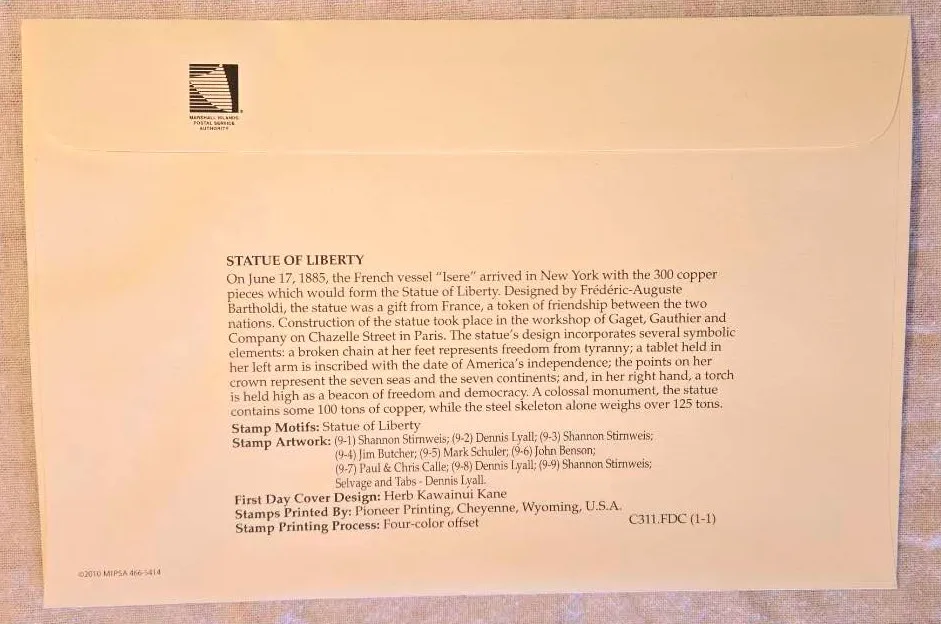 MARSHALL ISLANDS
POSTAL SERVICE
AUTHORITY
STATUE OF LIBERTY
On June 17, 1885, the French vessel "Isere" arrived in New York with the 300 copper
pieces which would form the Statue of Liberty. Designed by Frédéric-Auguste
Bartholdi, the statue was a gift from France, a token of friendship between the two
nations. Construction of the statue took place in the workshop of Gaget, Gauthier and
Company on Chazelle Street in Paris. The statue's design incorporates several symbolic
elements: a broken chain at her feet represents freedom from tyranny; a tablet held in
her left arm is inscribed with the date of America's independence; the points on her
crown represent the seven seas and the seven continents; and, in her right hand, a torch
is held high as a beacon of freedom and democracy. A colossal monument, the statue
contains some 100 tons of copper, while the steel skeleton alone weighs over 125 tons.
Stamp Motifs: Statue of Liberty
Stamp Artwork: (9-1) Shannon Stirnweis; (9-2) Dennis Lyall; (9-3) Shannon Stirnweis;
(9-4) Jim Butcher; (9-5) Mark Schuler; (9-6) John Benson;
(9-7) Paul & Chris Calle; (9-8) Dennis Lyall; (9-9) Shannon Stirnweis;
Selvage and Tabs - Dennis Lyall.
First Day Cover Design: Herb Kawainui Kane
Stamps Printed By: Pioneer Printing, Cheyenne, Wyoming, U.S.A.
Stamp Printing Process: Four-color offset
C311.FDC (1-1)
©2010 MIPSA 466-5414